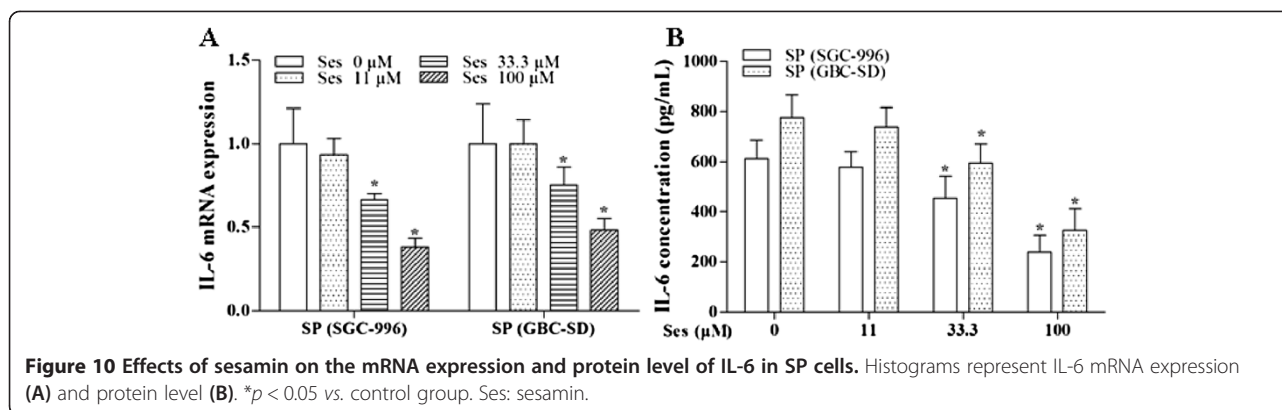 A
Ses 0 µM Ses 33.3 µM
Ses 11 µM Ses 100 µM
IL-6 mRNA expression
1.5
1.0
0.5
0.0
* * * *
SP (SGC-996) SP (GBC-SD)
B
SP (SGC-996)
SP (GBC-SD)
IL-6 concentration (pg/mL)
1000
800
600
400
200
0
* * * *
Ses (µM) 0 11 33.3 100
Figure 10 Effects of sesamin on the mRNA expression and protein level of IL-6 in SP cells. Histograms represent IL-6 mRNA expression
(A) and protein level (B). *p < 0.05 vs. control group. Ses: sesamin.